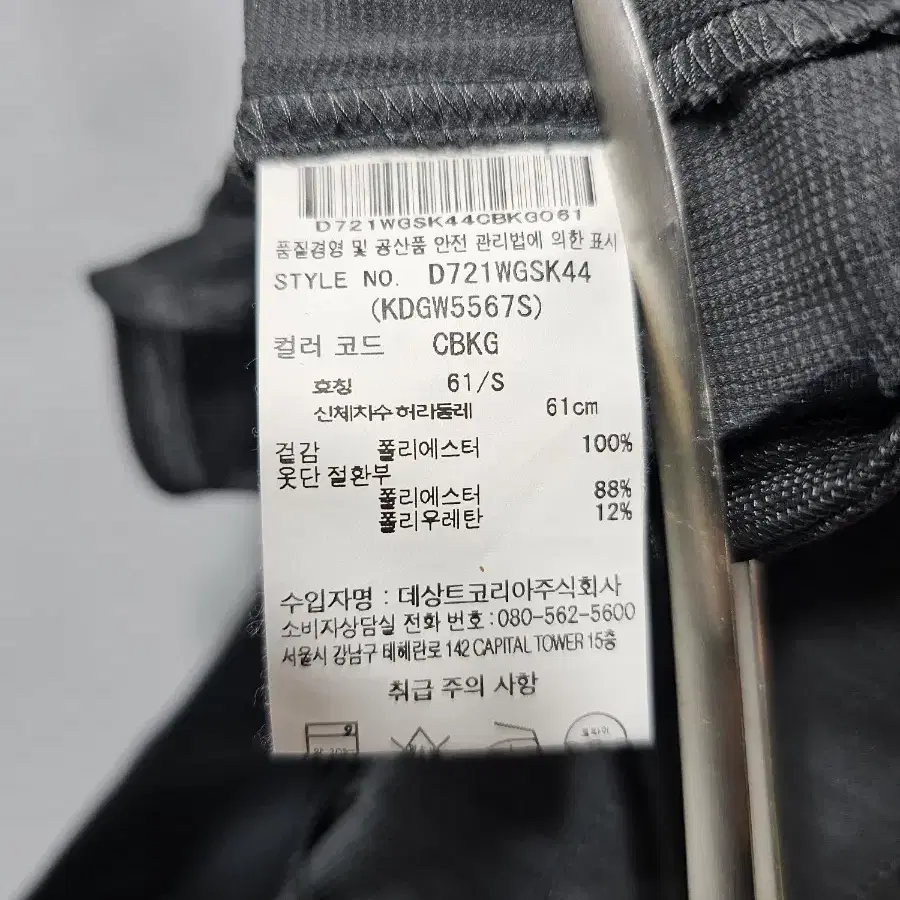 D721WGSK44CBKG061
품질경영 및 공산품 안전 관리법에 의한 표시
STYLE NO. D721WGSK44
(KDGW5567S)
컬러 코드 CBKG
호칭 61/S
신체치수허리둘레 61cm
겉감 폴리에스터 100%
옷단 절환부
폴리에스터 88%
폴리우레탄 12%
수입자명 : 데상트코리아주식회사
소비자상담실 전화 번호 : 080-562-5600
서울시 강남구 테헤란로 142 CAPITAL TOWER 15층
취급 주의 사항